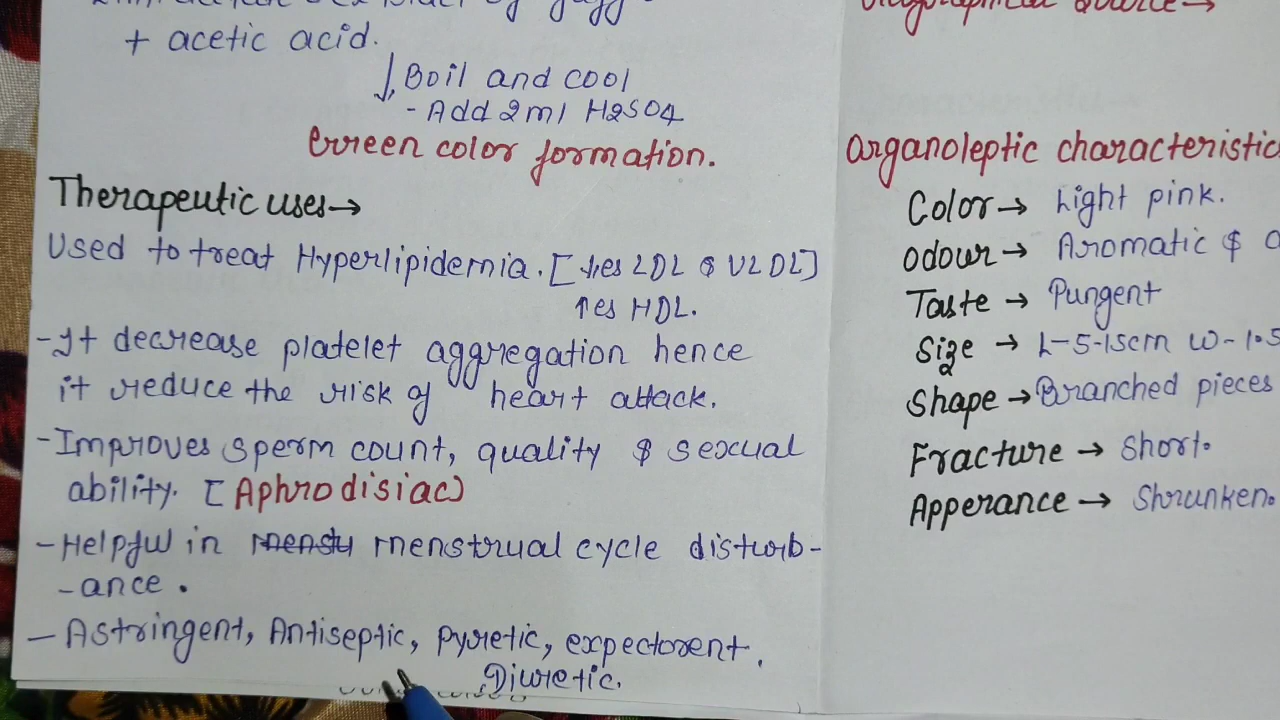 + acetic acid.
↓ Boil and cool
- Add 2ml H2SO4
Green color formation.
Therapeutic uses→
Used to treat Hyperlipidemia. [↓es LDL & VLDL]
↑es HDL.
- It decrease platelet aggregation hence
it reduce the risk of heart attack.
- Improves sperm count, quality & sexual
ability. [Aphrodisiac)
- Helpful in menstrual cycle disturb-
- ance.
- Astringent, Antiseptic, pyretic, expectorent.
Diuretic.
Organoleptic characteristic
Color→ Light pink.
Odour→ Aromatic &
Taste → Pungent
Size → L-5-15cm W-1.5
Shape →Branched pieces
Fracture → Short.
Apperance → Shrunken.